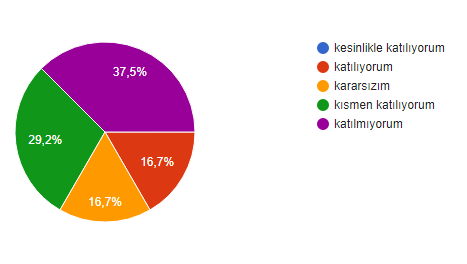 kesinlikle katılıyorum
katılıyorum
kararsızım
kısmen katılıyorum
katılmıyorum
37,5%
29,2%
16,7%
16,7%